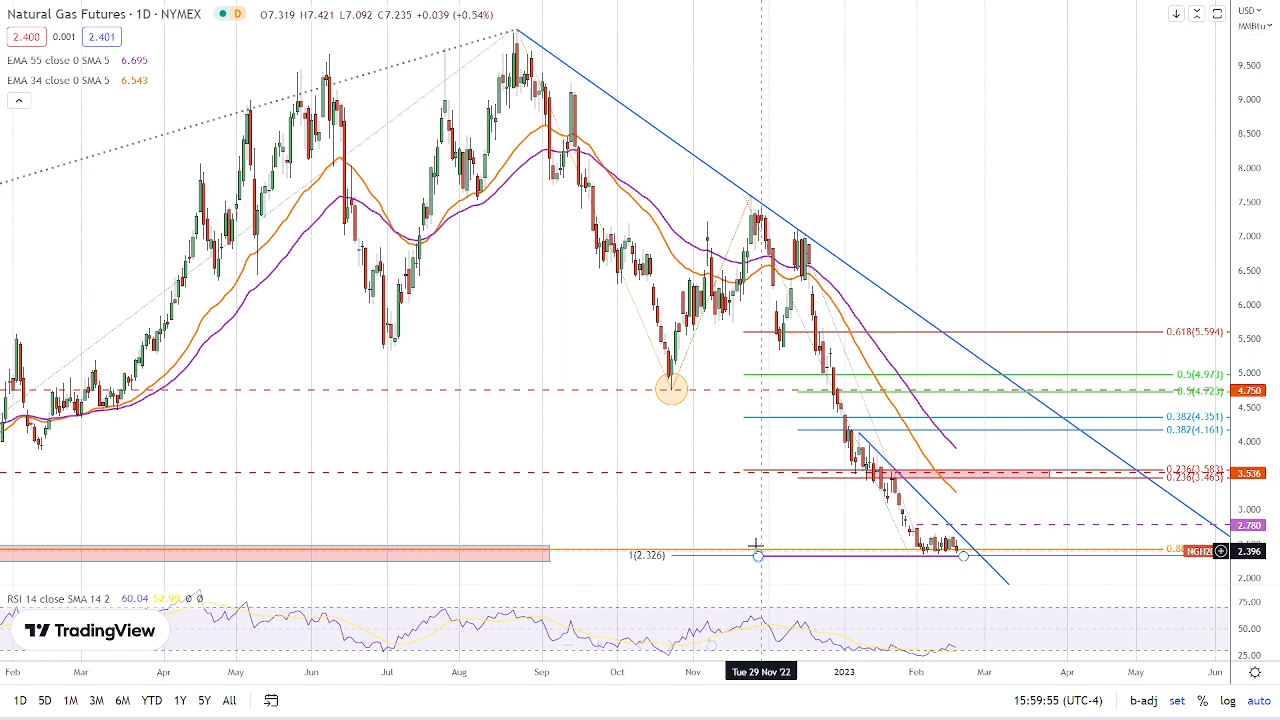 Natural Gas Futures · 1D · NYMEX D O7.319 H7.421 L7.092 C7.235 +0.039 (+0.54%)
USD
MMBtu
2.400 0.001 2.401
EMA 55 close 0 SMA 5 6.695
EMA 34 close 0 SMA 5 6.543
9.500
9.000
8.500
8.000
7.500
7.000
6.500
6.000
0.618(5.594)
5.500
0.5(4.973)
5.000
0.5(4.723)
4.750
4.500
0.382(4.351)
0.382(4.161)
4.000
0.236(3.583)
3.536
0.236(3.465)
3.000
2.780
1(2.326)
2.396
2.000
RSI 14 close SMA 14 2 60.04 52.99 Ø Ø
75.00
50.00
25.00
TradingView
Feb Mar Apr May Jun Jul Aug Sep Oct Nov Tue 29 Nov '22 2023 Feb Mar Apr May Jun
1D 5D 1M 3M 6M YTD 1Y 5Y All 15:59:55 (UTC-4) b-adj set % log auto